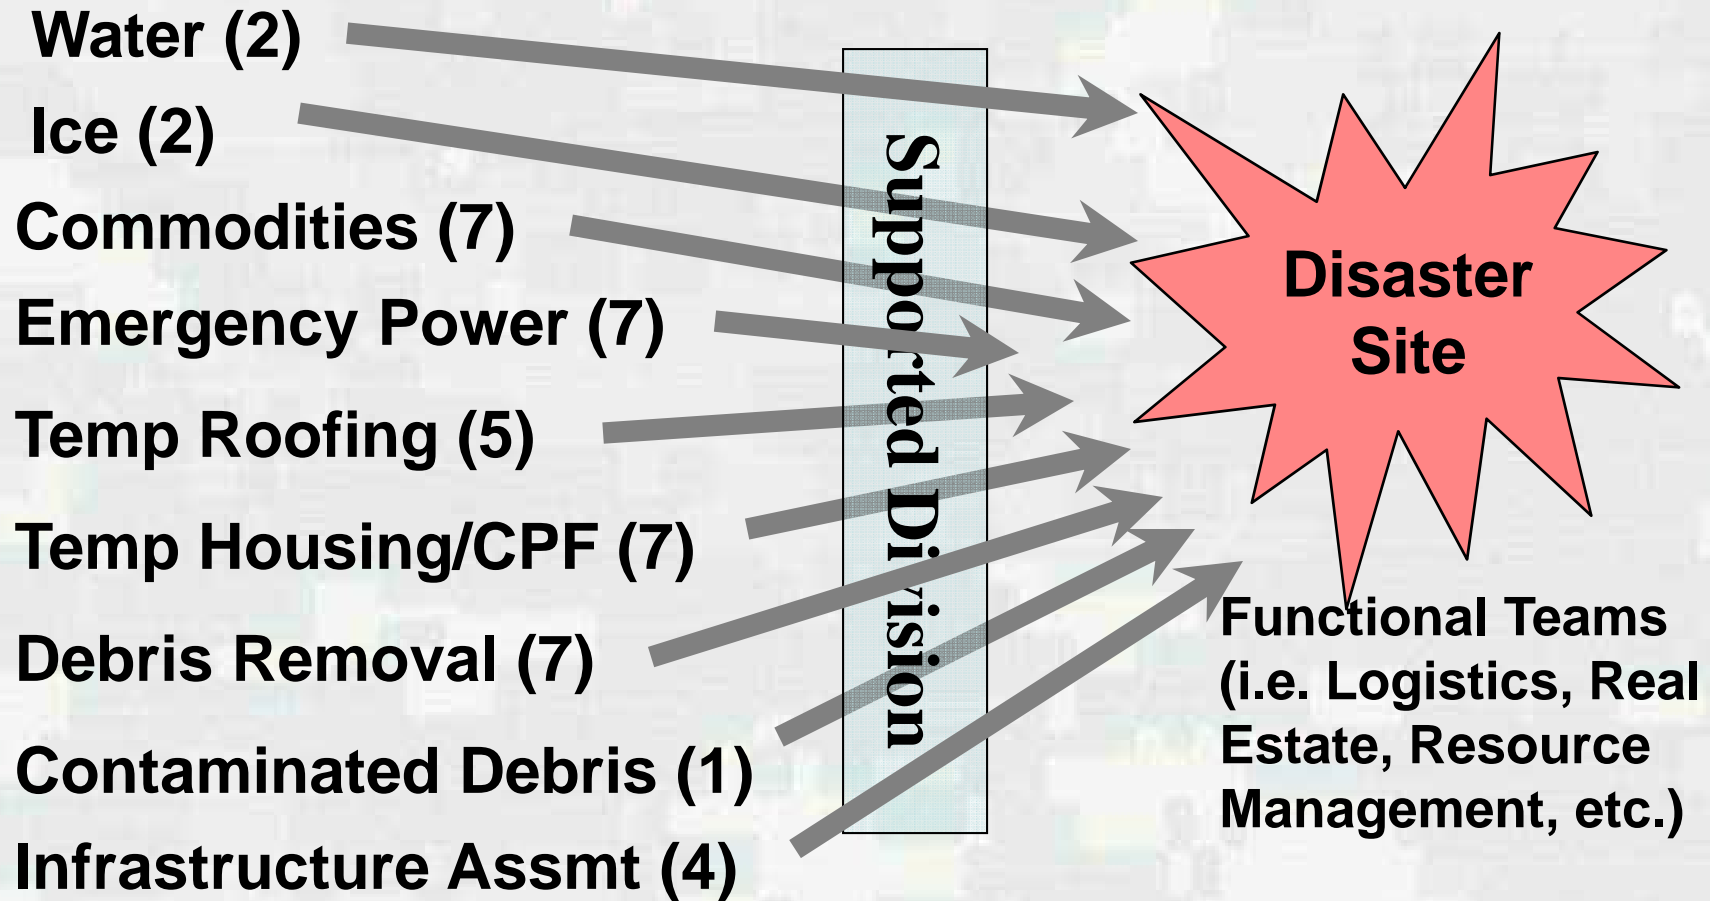 Water (2)
Ice (2)
Commodities (7)
Emergency Power (7)
Temp Roofing (5)
Temp Housing/CPF (7)
Debris Removal (7)
Contaminated Debris (1)
Infrastructure Assmt (4)
Supported Division
Disaster
Site
Functional Teams
(i.e. Logistics, Real
Estate, Resource
Management, etc.)